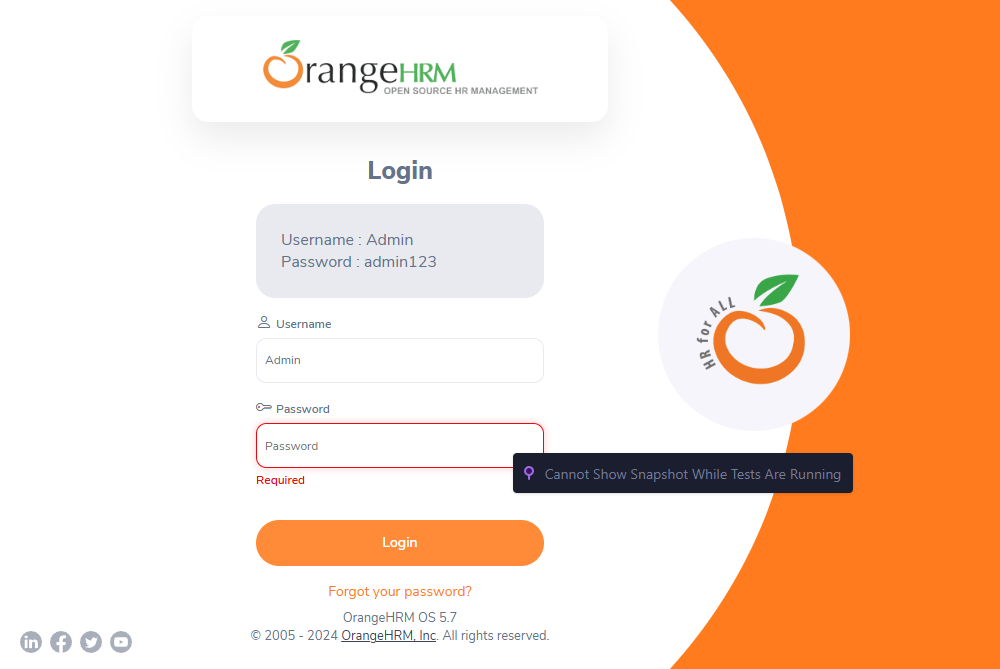 OrangeHRM
OPEN SOURCE HR MANAGEMENT
Login
Username : Admin
Password : admin123
Username
Admin
Password
Password
Required
Login
Forgot your password?
OrangeHRM OS 5.7
© 2005 - 2024 OrangeHRM, Inc. All rights reserved.
HR for ALL
Cannot Show Snapshot While Tests Are Running
in